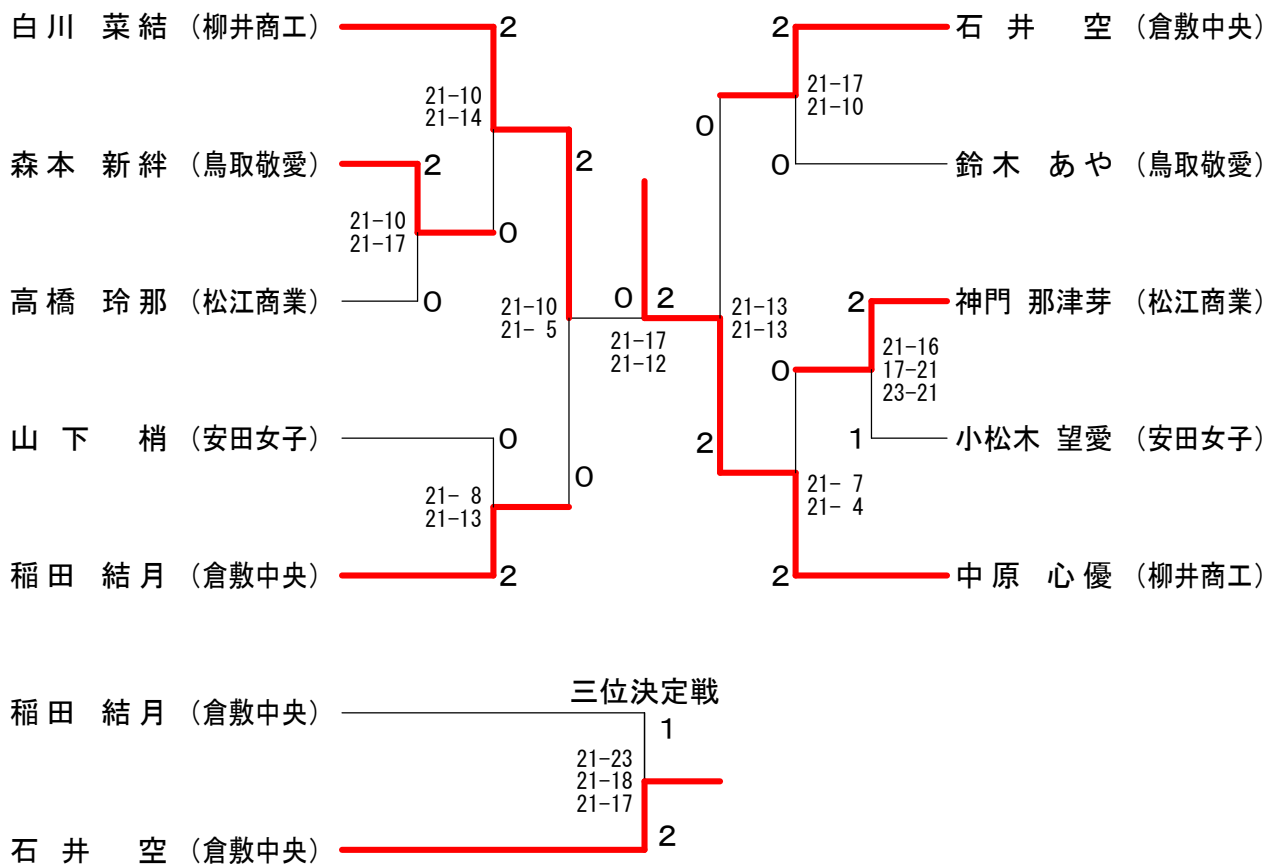 白川 菜結 (柳井商工) 2 2 石井 空 (倉敷中央)
21-10 21-17
21-14 21-10
0
森本 新絆 (鳥取敬愛) 2 2 0 鈴木 あや (鳥取敬愛)
21-10
21-17 0
高橋 玲那 (松江商業) 0 21-10 0 2 21-13 2 神門 那津芽 (松江商業)
21- 5 21-13
21-17 21-16
21-12 0 17-21
23-21
山下 梢 (安田女子) 0 2 1 小松木 望愛 (安田女子)
0
21- 8 21- 7
21-13 21- 4
稲田 結月 (倉敷中央) 2 2 中原 心優 (柳井商工)
三位決定戦
稲田 結月 (倉敷中央) 1
21-23
21-18
21-17
石井 空 (倉敷中央) 2